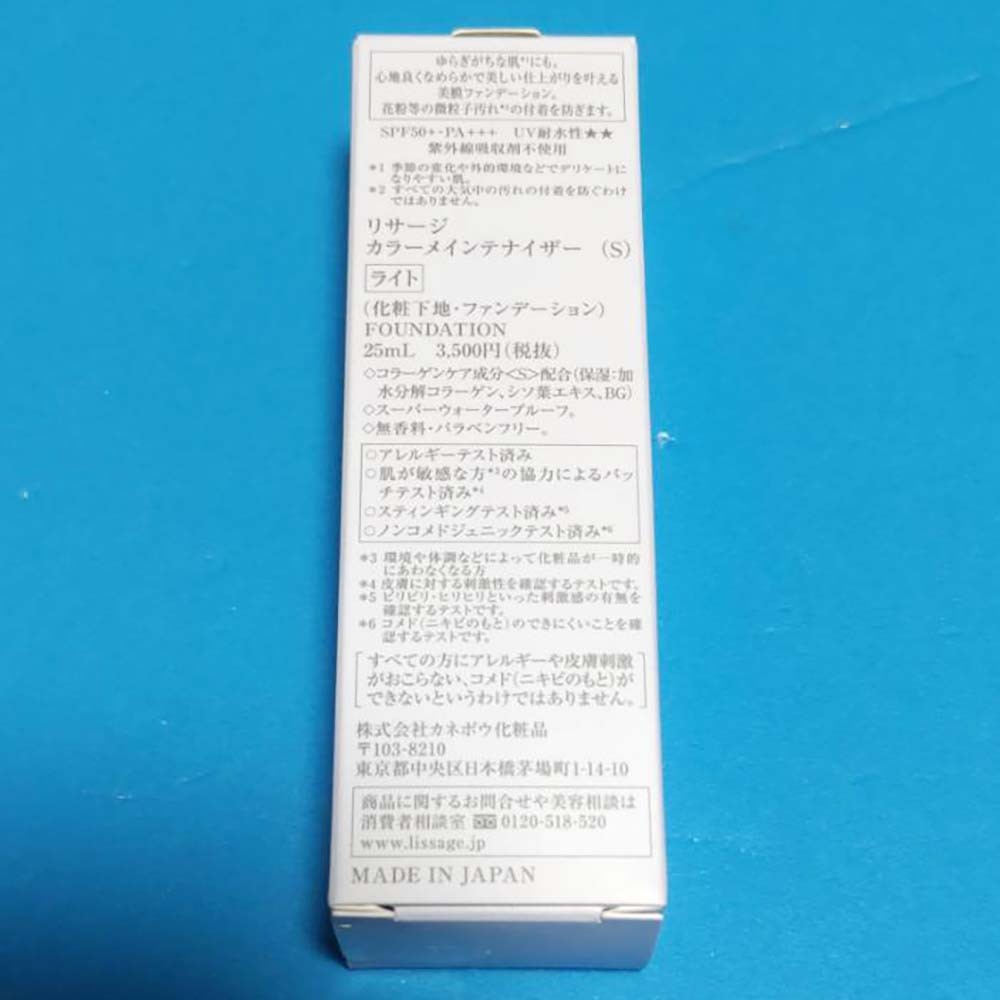 ゆらぎがちな肌*1にも。
心地良くなめらかで美しい仕上がりを叶える
美膜ファンデーション。
花粉等の微粒子汚れ*2の付着を防ぎます。
SPF50+・PA+++ UV耐水性★★
紫外線吸収剤不使用
*1 季節の変化や外的環境などでデリケートに
なりやすい肌。
*2 すべての大気中の汚れの付着を防ぐわけ
ではありません。
リサージ
カラーメインテナイザー (S)
ライト
(化粧下地・ファンデーション)
FOUNDATION
25mL 3,500円(税抜)
◇コラーゲンケア成分<S>配合(保湿:加
水分解コラーゲン、シソ葉エキス、BG)
◇スーパーウォータープルーフ。
◇無香料・パラベンフリー。
○アレルギーテスト済み
○肌が敏感な方*3の協力によるパッ
チテスト済み*4
○スティンギングテスト済み*5
○ノンコメドジェニックテスト済み*6
*3 環境や体調などによって化粧品が一時的
にあわなくなる方
*4 皮膚に対する刺激性を確認するテストです。
*5 ピリピリ・ヒリヒリといった刺激感の有無を
確認するテストです。
*6 コメド(ニキビのもと)のできにくいことを確
認するテストです。
[すべての方にアレルギーや皮膚刺激
がおこらない、コメド(ニキビのもと)が
できないというわけではありません。]
株式会社カネボウ化粧品
〒103-8210
東京都中央区日本橋茅場町1-14-10
商品に関するお問合せや美容相談は
消費者相談室 0120-518-520
www.lissage.jp
MADE IN JAPAN